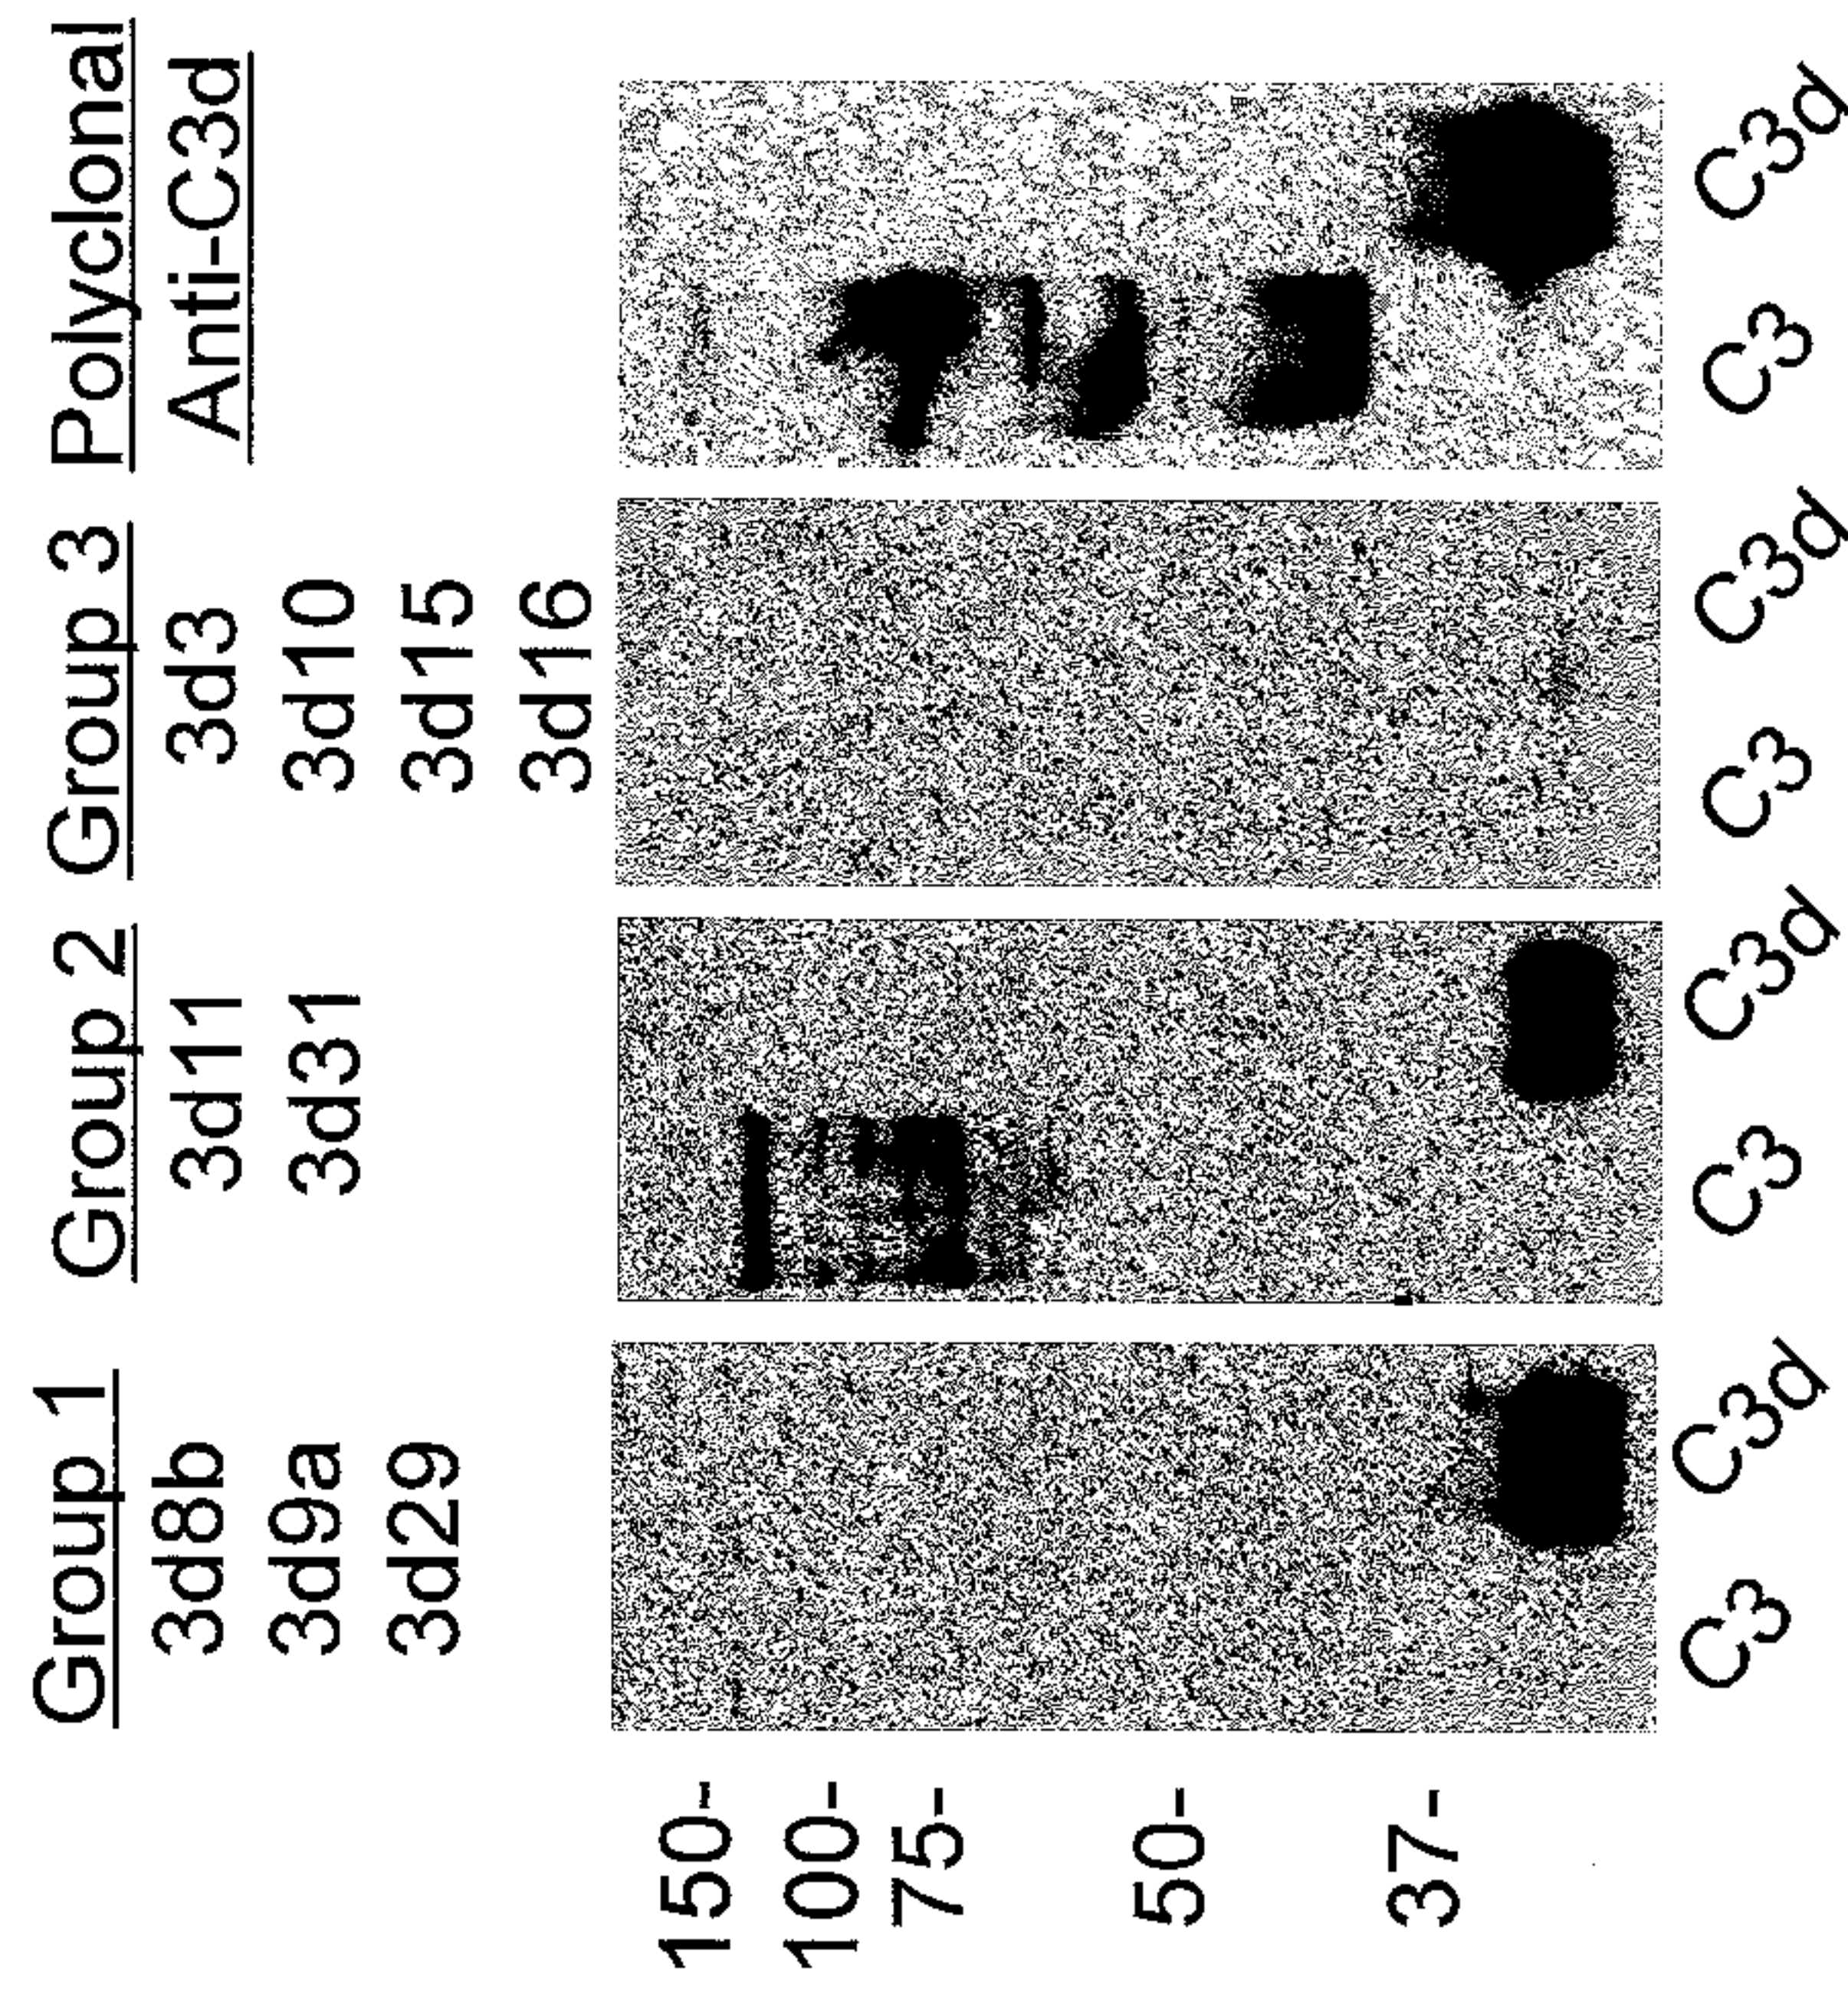 Group 1
3d8b
3d9a
3d29
Group 2
3d11
3d31
Group 3
3d3
3d10
3d15
3d16
Polyclonal
Anti-C3d
150-
100-
75-
50-
37-
C3 C3d C3 C3d C3 C3d C3 C3d